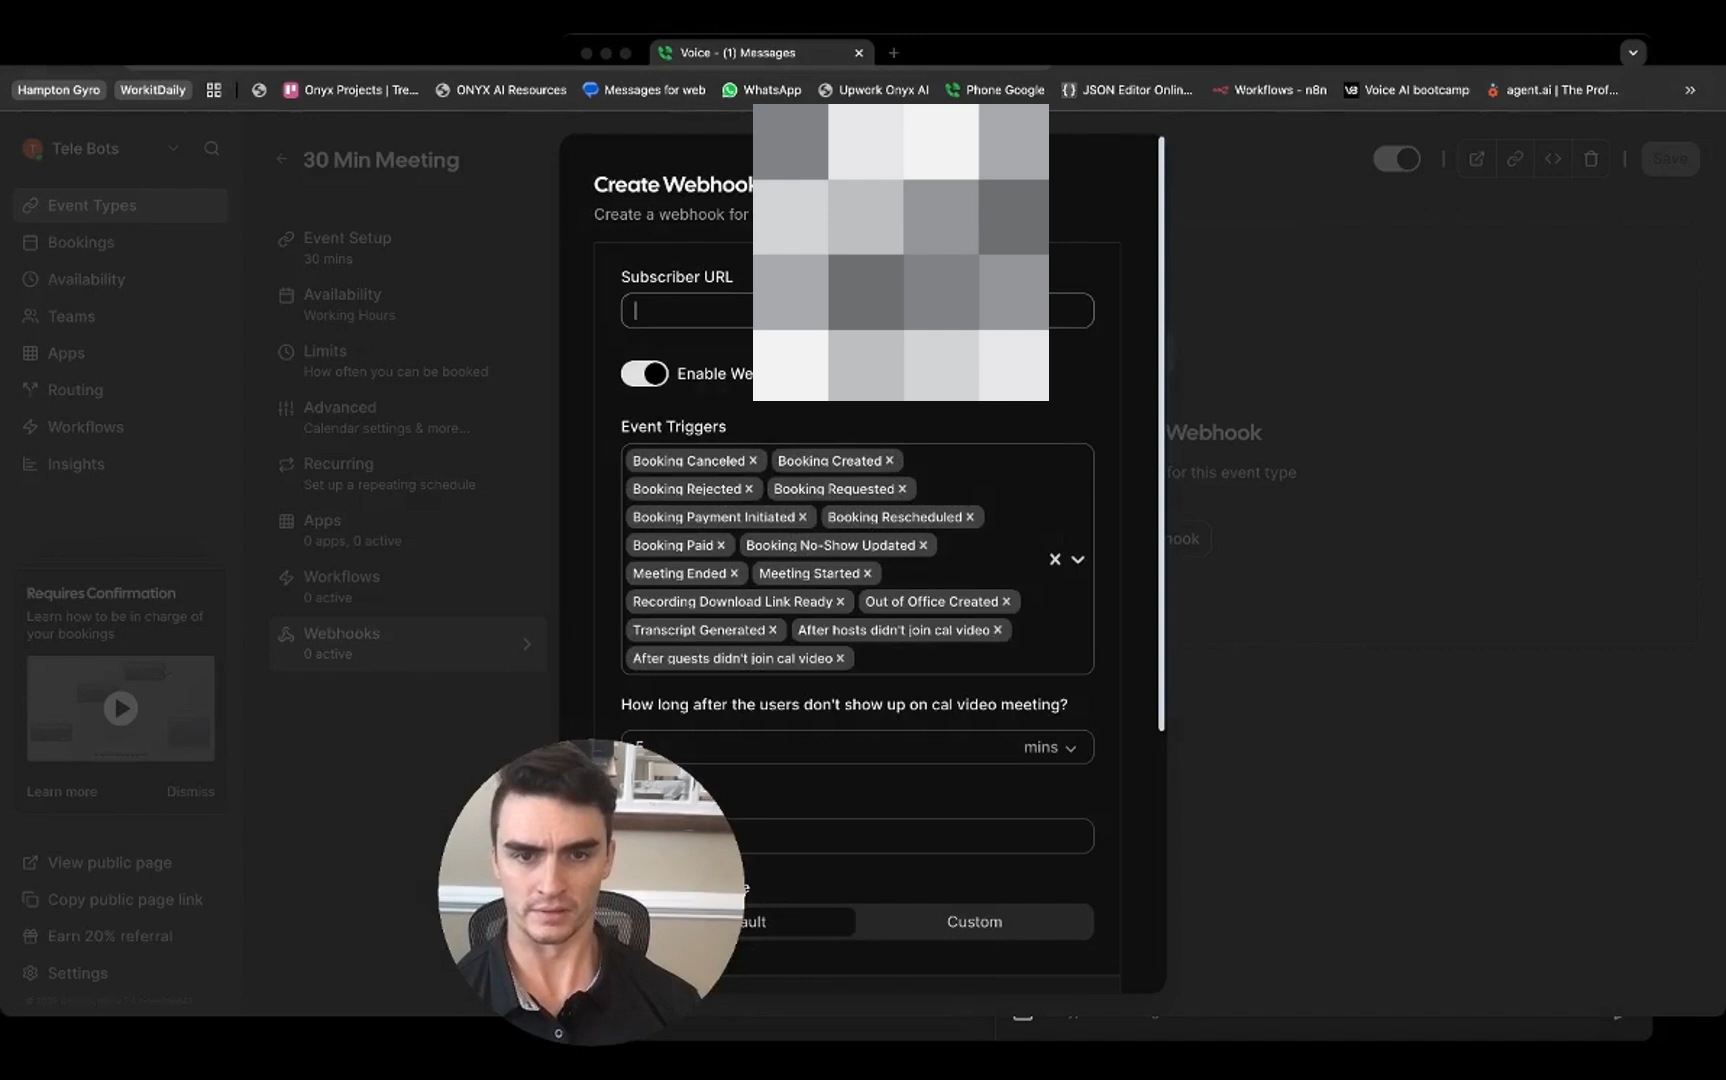 Voice - (1) Messages
Hampton Gyro
WorkitDaily
Onyx Projects | Tre...
ONYX AI Resources
Messages for web
WhatsApp
Upwork Onyx AI
Phone Google
JSON Editor Onlin...
Workflows - n8n
Voice AI bootcamp
agent.ai | The Prof...
Tele Bots
Event Types
Bookings
Availability
Teams
Apps
Routing
Workflows
Insights
Requires Confirmation
Learn how to be in charge of
your bookings
Learn more
Dismiss
View public page
Copy public page link
Earn 20% referral
Settings
30 Min Meeting
Save
Event Setup
30 mins
Availability
Working Hours
Limits
How often you can be booked
Advanced
Calendar settings & more...
Recurring
Set up a repeating schedule
Apps
0 apps, 0 active
Workflows
0 active
Webhooks
0 active
Create Webhook
Create a webhook for
Subscriber URL
Enable We
Event Triggers
Booking Canceled
Booking Created
Booking Rejected
Booking Requested
Booking Payment Initiated
Booking Rescheduled
Booking Paid
Booking No-Show Updated
Meeting Ended
Meeting Started
Recording Download Link Ready
Out of Office Created
Transcript Generated
After hosts didn't join cal video
After guests didn't join cal video
How long after the users don't show up on cal video meeting?
5
mins
ault
Custom
Webhook
for this event type